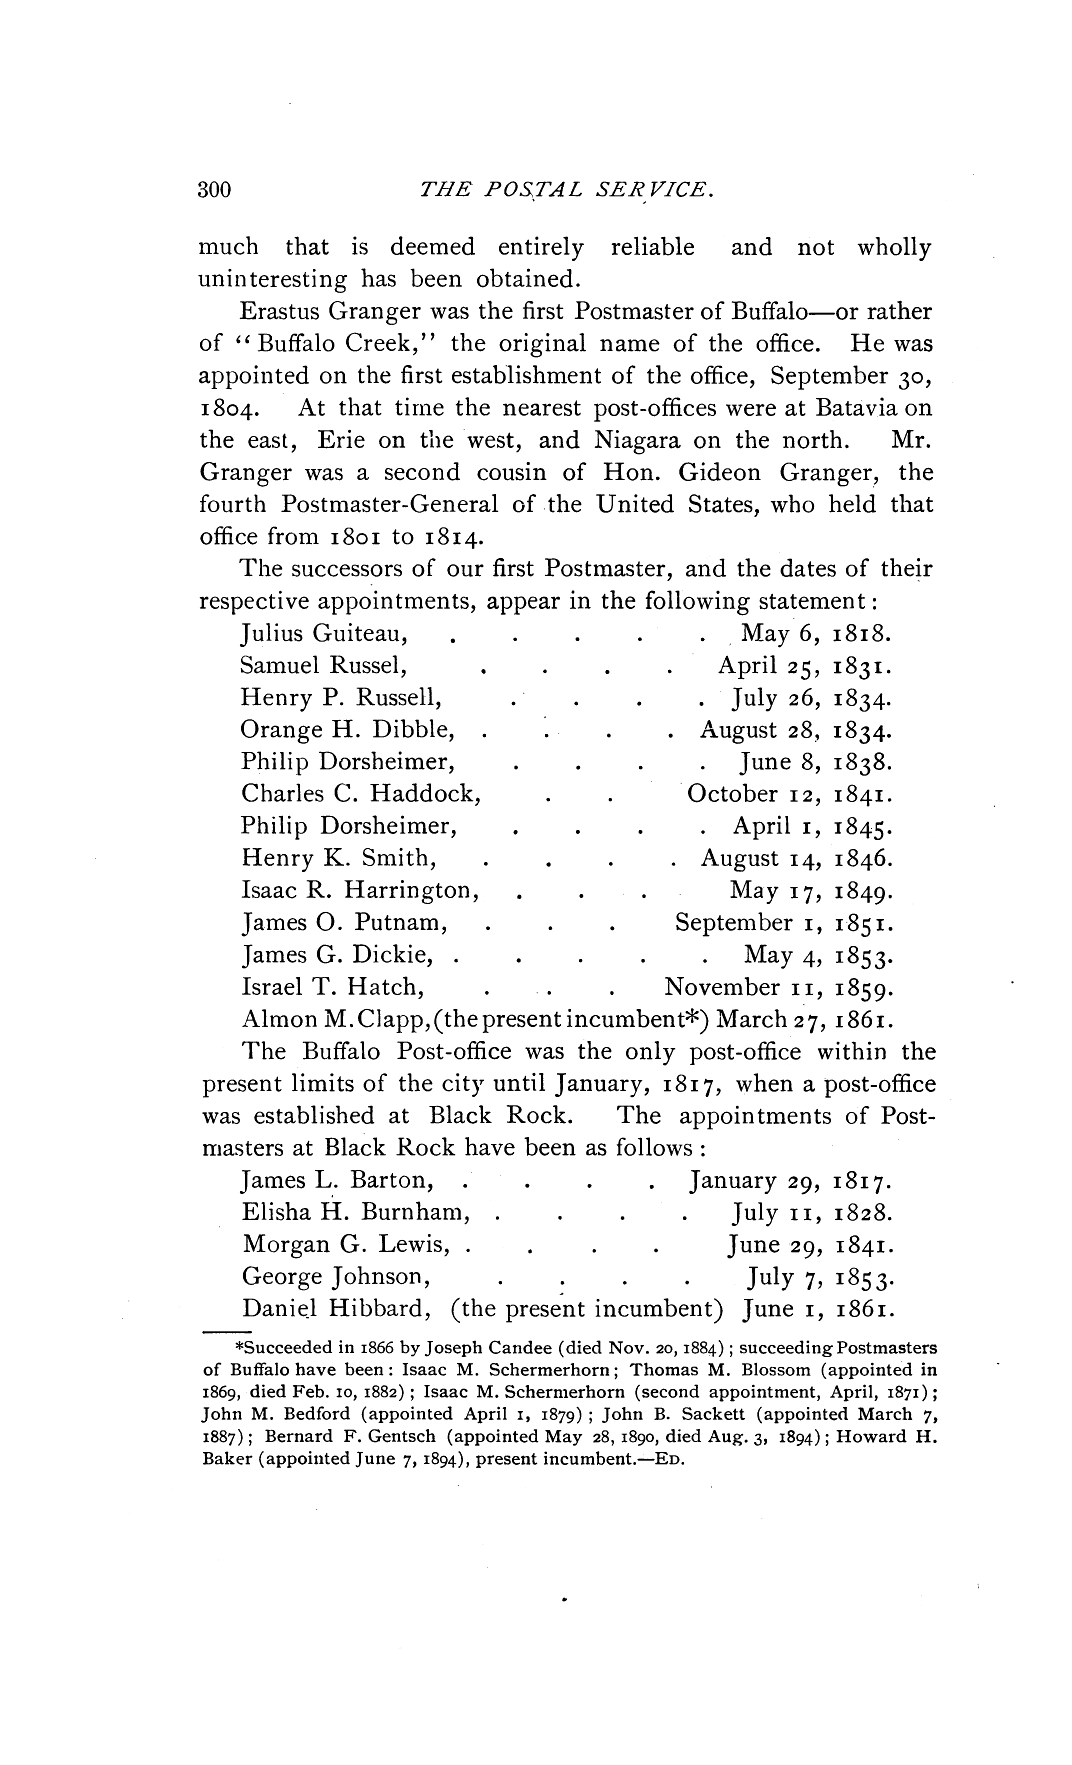 300 THE POSTAL SERVICE.
much that is deemed entirely reliable and not wholly
uninteresting has been obtained.
Erastus Granger was the first Postmaster of Buffalo—or rather
of “Buffalo Creek,” the original name of the office. He was
appointed on the first establishment of the office, September 30,
1804. At that time the nearest post-offices were at Batavia on
the east, Erie on the west, and Niagara on the north. Mr.
Granger was a second cousin of Hon. Gideon Granger, the
fourth Postmaster-General of the United States, who held that
office from 1801 to 1814.
The successors of our first Postmaster, and the dates of their
respective appointments, appear in the following statement:
Julius Guiteau, . . . . . May 6, 1818.
Samuel Russel, . . . . April 25, 1831.
Henry P. Russell, . . . . July 26, 1834.
Orange H. Dibble, . . . . August 28, 1834.
Philip Dorsheimer, . . . . June 8, 1838.
Charles C. Haddock, . . October 12, 1841.
Philip Dorsheimer, . . . . April 1, 1845.
Henry K. Smith, . . . . August 14, 1846.
Isaac R. Harrington, . . . May 17, 1849.
James O. Putnam, . . . September 1, 1851.
James G. Dickie, . . . . . May 4, 1853.
Israel T. Hatch, . . . November 11, 1859.
Almon M. Clapp, (the present incumbent*) March 27, 1861.
The Buffalo Post-office was the only post-office within the
present limits of the city until January, 1817, when a post-office
was established at Black Rock. The appointments of Post-
masters at Black Rock have been as follows:
James L. Barton, . . . . January 29, 1817.
Elisha H. Burnham, . . . . July 11, 1828.
Morgan G. Lewis, . . . . June 29, 1841.
George Johnson, . . . . July 7, 1853.
Daniel Hibbard, (the present incumbent) June 1, 1861.
*Succeeded in 1866 by Joseph Candee (died Nov. 20, 1884); succeeding Postmasters
of Buffalo have been: Isaac M. Schermerhorn; Thomas M. Blossom (appointed in
1869, died Feb. 10, 1882); Isaac M. Schermerhorn (second appointment, April, 1871);
John M. Bedford (appointed April 1, 1879); John B. Sackett (appointed March 7,
1887); Bernard F. Gentsch (appointed May 28, 1890, died Aug. 3, 1894); Howard H.
Baker (appointed June 7, 1894), present incumbent.—ED.